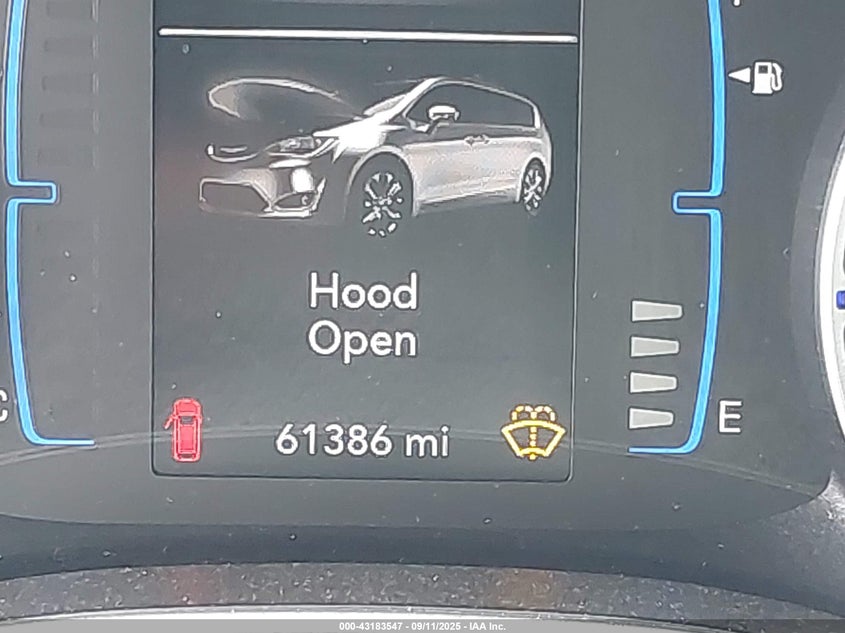 Hood
Open
61386 mi
E
000-43183547 - 09/11/2025 - IAA Inc.